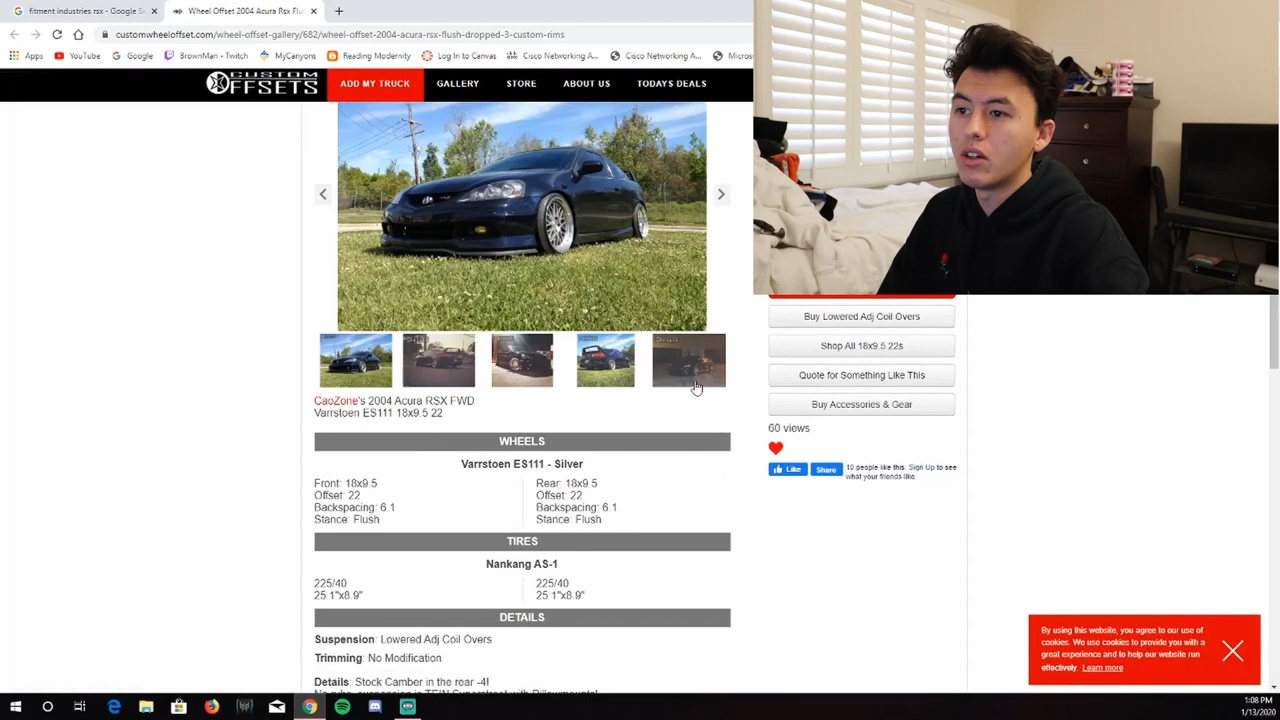 fitment industries rsx - Google S
Wheel Offset 2004 Acura Rsx Flu
customwheeloffset.com/wheel-offset-gallery/682/wheel-offset-2004-acura-rsx-flush-dropped-3-custom-rims
Apps
YouTube
Google
BrownMan - Twitch
MyCanyons
Reading Modernity
Log In to Canvas
Cisco Networking A...
Cisco Networking A...
CUSTOM
OFFSETS
ADD MY TRUCK
GALLERY
STORE
ABOUT US
TODAYS DEALS
Buy Lowered Adj Coil Overs
Shop All 18x9.5 22s
Quote for Something Like This
Buy Accessories & Gear
60 views
Like
Share
10 people like this. Sign Up to see
what your friends like.
CaoZone's 2004 Acura RSX FWD
Varrstoen ES111 18x9.5 22
WHEELS
Varrstoen ES111 - Silver
Front: 18x9.5
Offset: 22
Backspacing: 6.1
Stance: Flush
Rear: 18x9.5
Offset: 22
Backspacing: 6.1
Stance: Flush
TIRES
Nankang AS-1
225/40
25.1"x8.9"
225/40
25.1"x8.9"
DETAILS
Suspension: Lowered Adj Coil Overs
Trimming: No Modification
Details: Stock Camber in the rear -4!
By using this website, you agree to our use of
cookies. We use cookies to provide you with a
great experience and to help our website run
effectively. Learn more
1:08 PM
1/13/2020